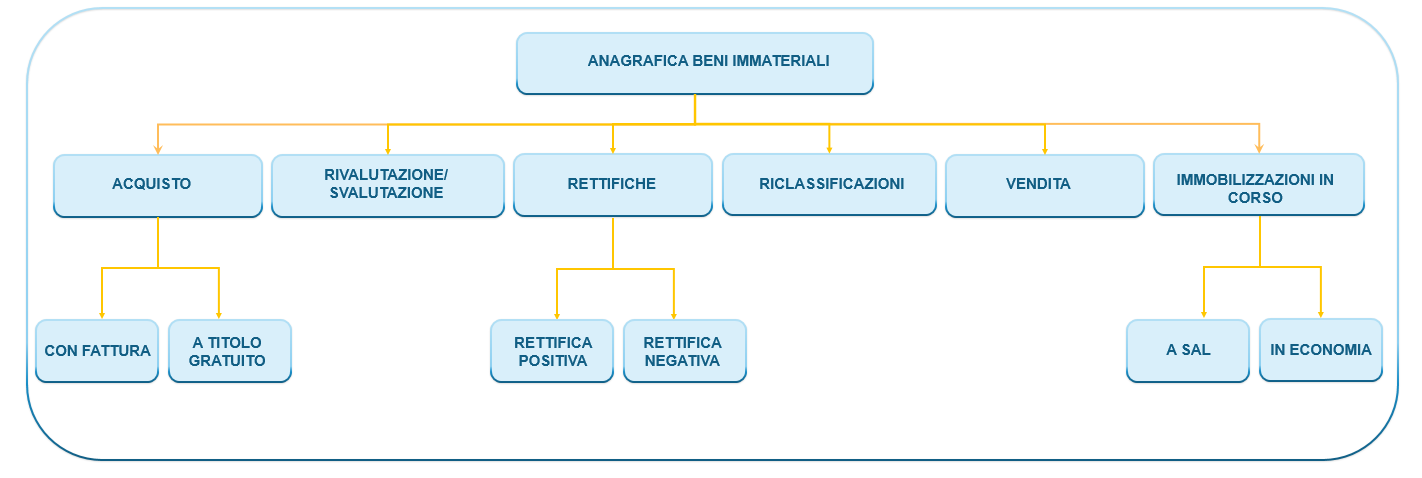 ANAGRAFICA BENI IMMATERIALI
ACQUISTO
RIVALUTAZIONE/
SVALUTAZIONE
RETTIFICHE
RICLASSIFICAZIONI
VENDITA
IMMOBILIZZAZIONI IN
CORSO
CON FATTURA
A TITOLO
GRATUITO
RETTIFICA
POSITIVA
RETTIFICA
NEGATIVA
A SAL
IN ECONOMIA